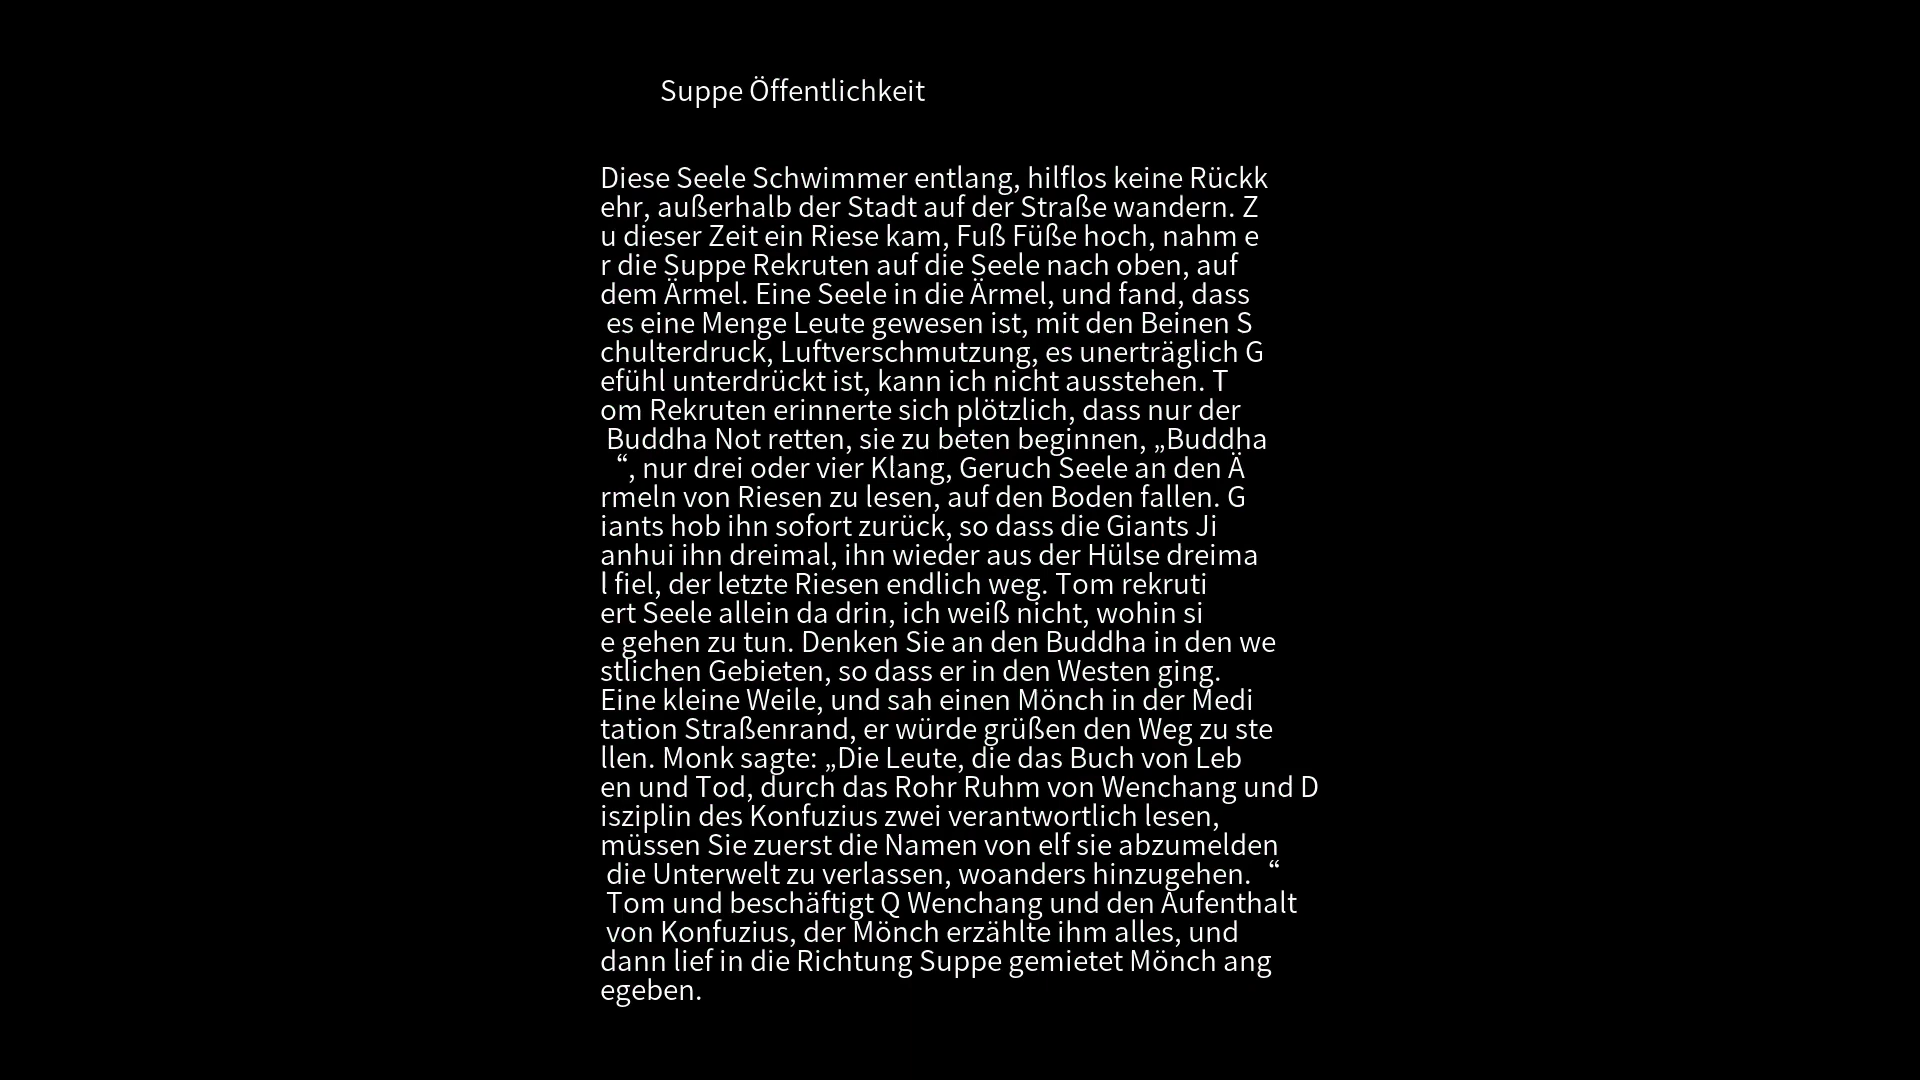 Suppe Öffentlichkeit
Diese Seele Schwimmer entlang, hilflos keine Rückk
ehr, außerhalb der Stadt auf der Straße wandern. Z
u dieser Zeit ein Riese kam, Fuß Füße hoch, nahm e
r die Suppe Rekruten auf die Seele nach oben, auf
dem Ärmel. Eine Seele in die Ärmel, und fand, dass
es eine Menge Leute gewesen ist, mit den Beinen S
chulterdruck, Luftverschmutzung, es unerträglich G
efühl unterdrückt ist, kann ich nicht ausstehen. T
om Rekruten erinnerte sich plötzlich, dass nur der
Buddha Not retten, sie zu beten beginnen, „Buddha
“, nur drei oder vier Klang, Geruch Seele an den Ä
rmeln von Riesen zu lesen, auf den Boden fallen. G
iants hob ihn sofort zurück, so dass die Giants Ji
anhui ihn dreimal, ihn wieder aus der Hülse dreima
l fiel, der letzte Riesen endlich weg. Tom rekruti
ert Seele allein da drin, ich weiß nicht, wohin si
e gehen zu tun. Denken Sie an den Buddha in den we
stlichen Gebieten, so dass er in den Westen ging.
Eine kleine Weile, und sah einen Mönch in der Medi
tation Straßenrand, er würde grüßen den Weg zu ste
llen. Monk sagte: „Die Leute, die das Buch von Leb
en und Tod, durch das Rohr Ruhm von Wenchang und D
isziplin des Konfuzius zwei verantwortlich lesen,
müssen Sie zuerst die Namen von elf sie abzumelden
die Unterwelt zu verlassen, woanders hinzugehen. “
Tom und beschäftigt Q Wenchang und den Aufenthalt
von Konfuzius, der Mönch erzählte ihm alles, und
dann lief in die Richtung Suppe gemietet Mönch ang
egeben.